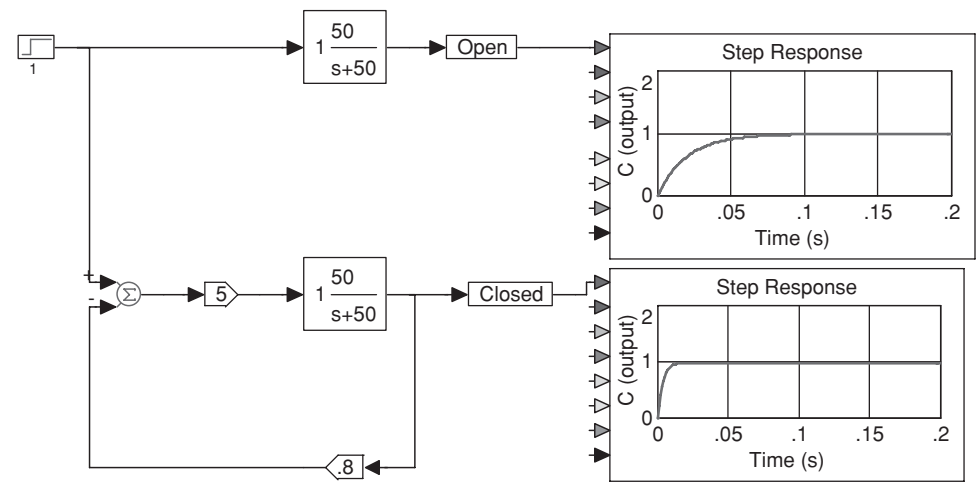 1
1 50
s+50
Open
Step Response
C (output)
2
1
0
0 .05 .1 .15 .2
Time (s)
+
-
Σ
5
1 50
s+50
Closed
.8
Step Response
C (output)
2
1
0
0 .05 .1 .15 .2
Time (s)